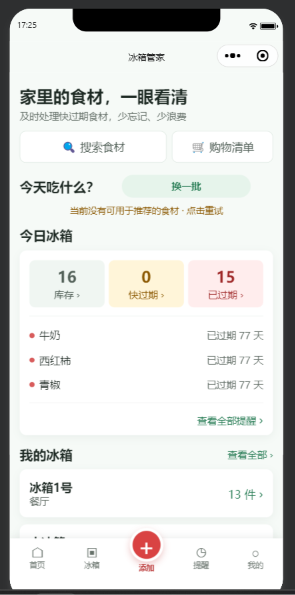 17:25
冰箱管家
家里的食材，一眼看清
及时处理快过期食材，少忘记、少浪费
搜索食材
购物清单
今天吃什么？
换一批
当前没有可用于推荐的食材 · 点击重试
今日冰箱
16
库存 ›
0
快过期 ›
15
已过期 ›
牛奶 已过期 77 天
西红柿 已过期 77 天
青椒 已过期 77 天
查看全部提醒 ›
我的冰箱 查看全部 ›
冰箱1号
餐厅
13 件 ›
首页
冰箱
添加
提醒
我的